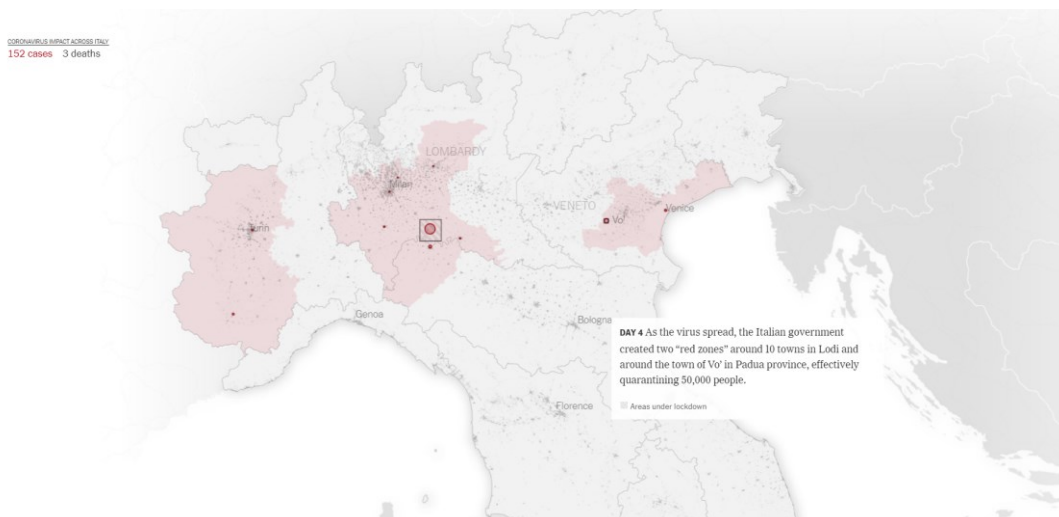 CORONAVIRUS IMPACT ACROSS ITALY
152 cases 3 deaths
LOMBARDY
Milan
Turin
VENETO
Vo'
Venice
Genoa
Bologna
DAY 4 As the virus spread, the Italian government
created two “red zones” around 10 towns in Lodi and
around the town of Vo’ in Padua province, effectively
quarantining 50,000 people.
Areas under lockdown
Florence